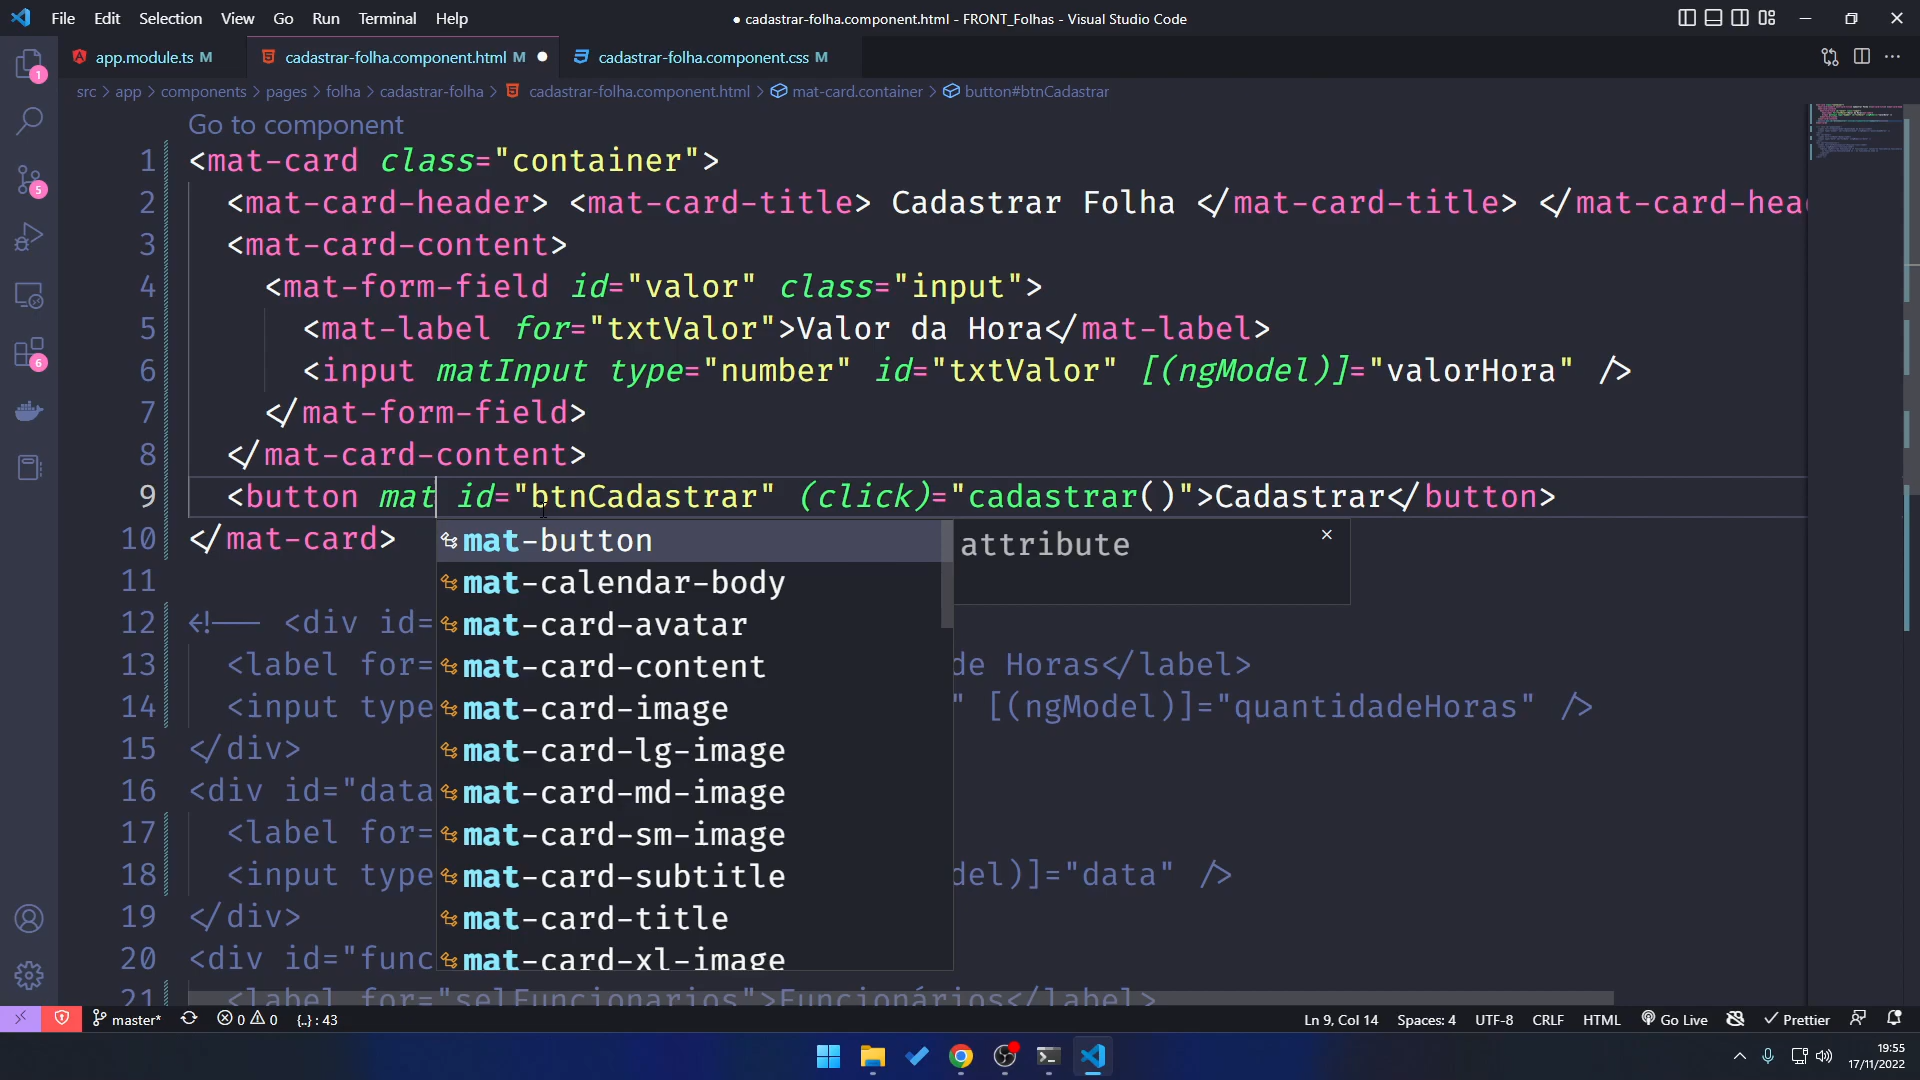 File Edit Selection View Go Run Terminal Help
● cadastrar-folha.component.html - FRONT_Folhas - Visual Studio Code
app.module.ts M
cadastrar-folha.component.html M
cadastrar-folha.component.css M
src > app > components > pages > folha > cadastrar-folha > cadastrar-folha.component.html > mat-card.container > button#btnCadastrar
1
5
6
Go to component
1 <mat-card class="container">
2 <mat-card-header> <mat-card-title> Cadastrar Folha </mat-card-title> </mat-card-hea
3 <mat-card-content>
4 <mat-form-field id="valor" class="input">
5 <mat-label for="txtValor">Valor da Hora</mat-label>
6 <input matInput type="number" id="txtValor" [(ngModel)]="valorHora" />
7 </mat-form-field>
8 </mat-card-content>
9 <button mat id="btnCadastrar" (click)="cadastrar()">Cadastrar</button>
10 </mat-card>
mat-button
attribute
mat-calendar-body
mat-card-avatar
mat-card-content
mat-card-image
mat-card-lg-image
mat-card-md-image
mat-card-sm-image
mat-card-subtitle
mat-card-title
mat-card-xl-image
11
12 <!-- <div id=
13 <label for= de Horas</label>
14 <input type " [(ngModel)]="quantidadeHoras" />
15 </div>
16 <div id="data
17 <label for=
18 <input type del)]="data" />
19 </div>
20 <div id="func
21 <label for="selFuncionarios">Funcionários</label>
master* 0 0 {..} : 43
Ln 9, Col 14 Spaces: 4 UTF-8 CRLF HTML Go Live Prettier
19:55
17/11/2022